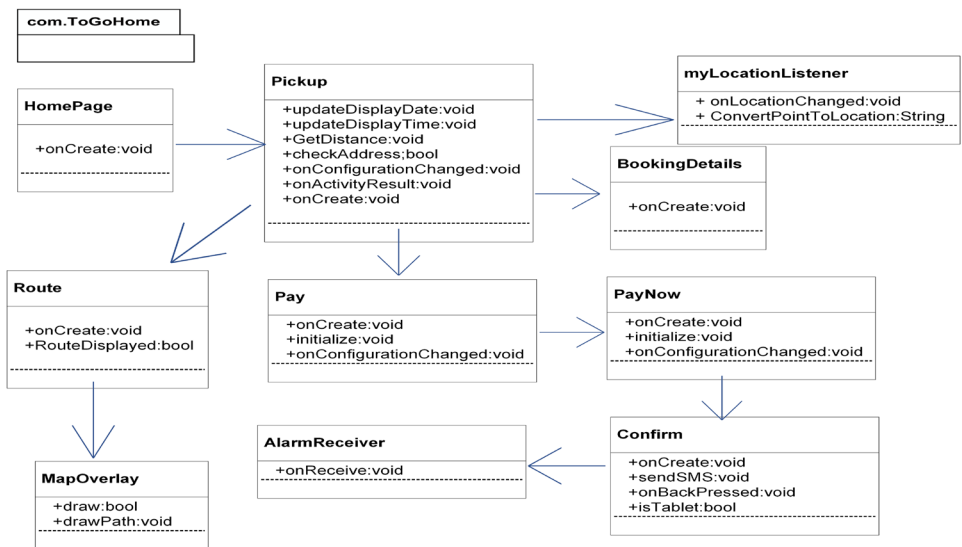 com.ToGoHome
HomePage
+onCreate:void
Pickup
+updateDisplayDate:void
+updateDisplayTime:void
+GetDistance:void
+checkAddress;bool
+onConfigurationChanged:void
+onActivityResult:void
+onCreate:void
myLocationListener
+ onLocationChanged:void
+ ConvertPointToLocation:String
BookingDetails
+onCreate:void
Route
+onCreate:void
+RouteDisplayed:bool
Pay
+onCreate:void
+initialize:void
+onConfigurationChanged:void
PayNow
+onCreate:void
+initialize:void
+onConfigurationChanged:void
MapOverlay
+draw:bool
+drawPath:void
AlarmReceiver
+onReceive:void
Confirm
+onCreate:void
+sendSMS:void
+onBackPressed:void
+isTablet:bool